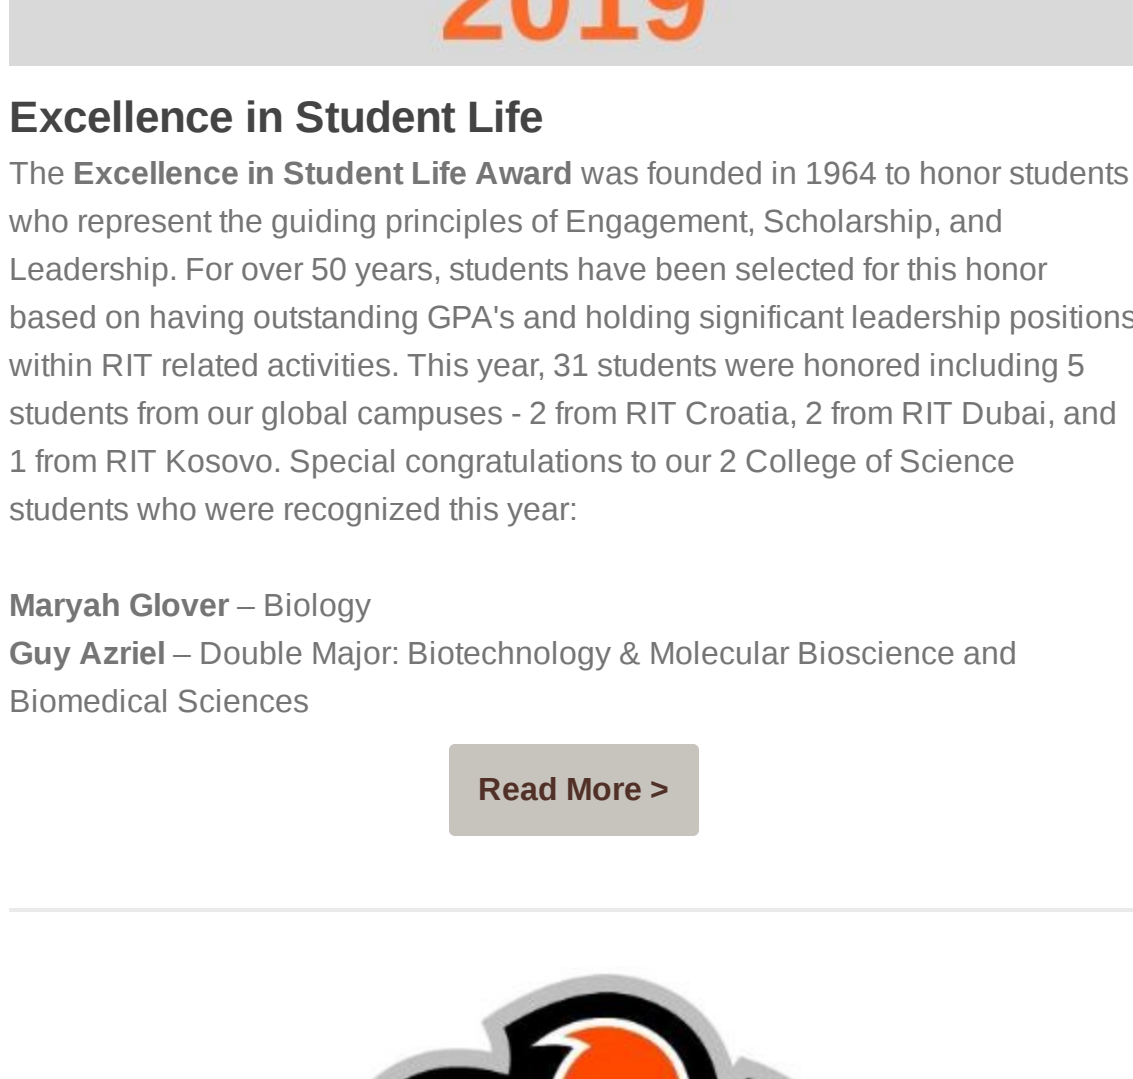 2019
Excellence in Student Life
The Excellence in Student Life Award was founded in 1964 to honor students
who represent the guiding principles of Engagement, Scholarship, and
Leadership. For over 50 years, students have been selected for this honor
based on having outstanding GPA's and holding significant leadership positions
within RIT related activities. This year, 31 students were honored including 5
students from our global campuses - 2 from RIT Croatia, 2 from RIT Dubai, and
1 from RIT Kosovo. Special congratulations to our 2 College of Science
students who were recognized this year:
Maryah Glover – Biology
Guy Azriel – Double Major: Biotechnology & Molecular Bioscience and
Biomedical Sciences
Read More >